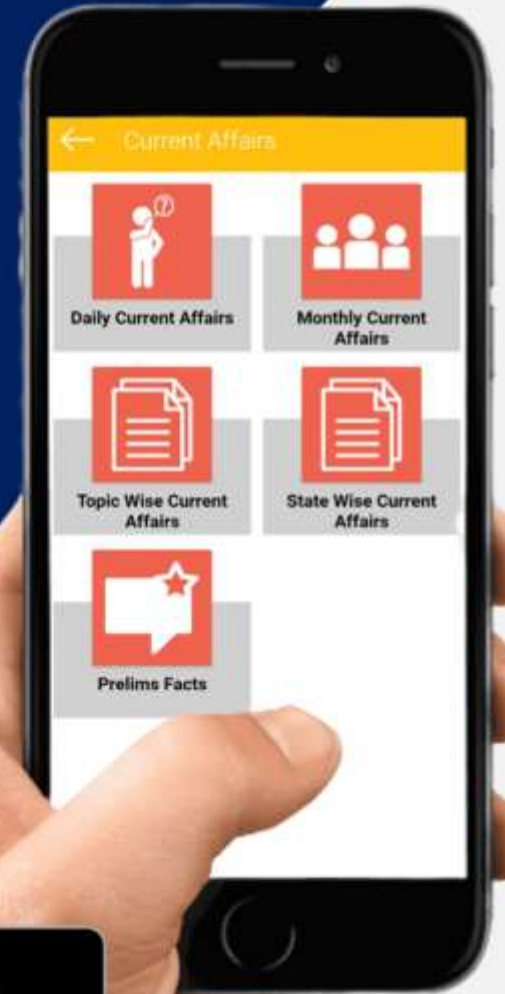 Current Affairs
Daily Current Affairs
Monthly Current
Affairs
Topic Wise Current
Affairs
State Wise Current
Affairs
Prelims Facts